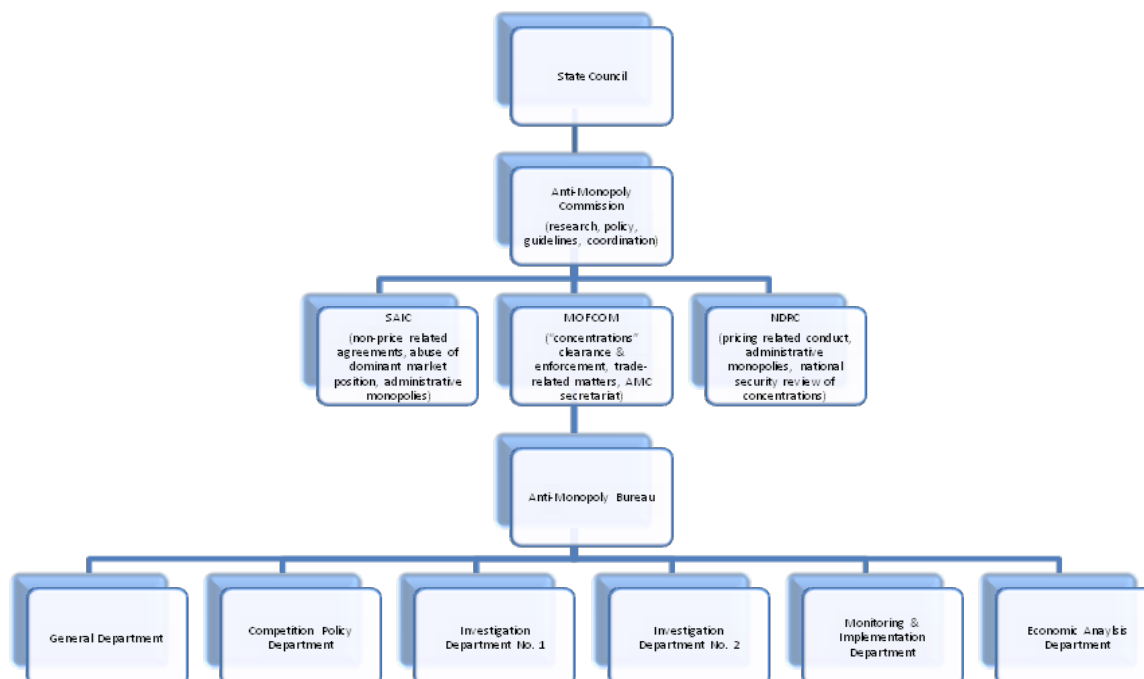 State Council
Anti-Monopoly
Commission
(research, policy,
guidelines, coordination)
SAIC
(non-price related
agreements, abuse of
dominant market
position, administrative
monopolies)
MOFCOM
("concentrations"
clearance &
enforcement, trade-
related matters, AMC
secretariat)
NDRC
(pricing related conduct,
administrative
monopolies, national
security review of
concentrations)
Anti-Monopoly Bureau
General Department
Competition Policy
Department
Investigation
Department No. 1
Investigation
Department No. 2
Monitoring &
Implementation
Department
Economic Anaylsis
Department